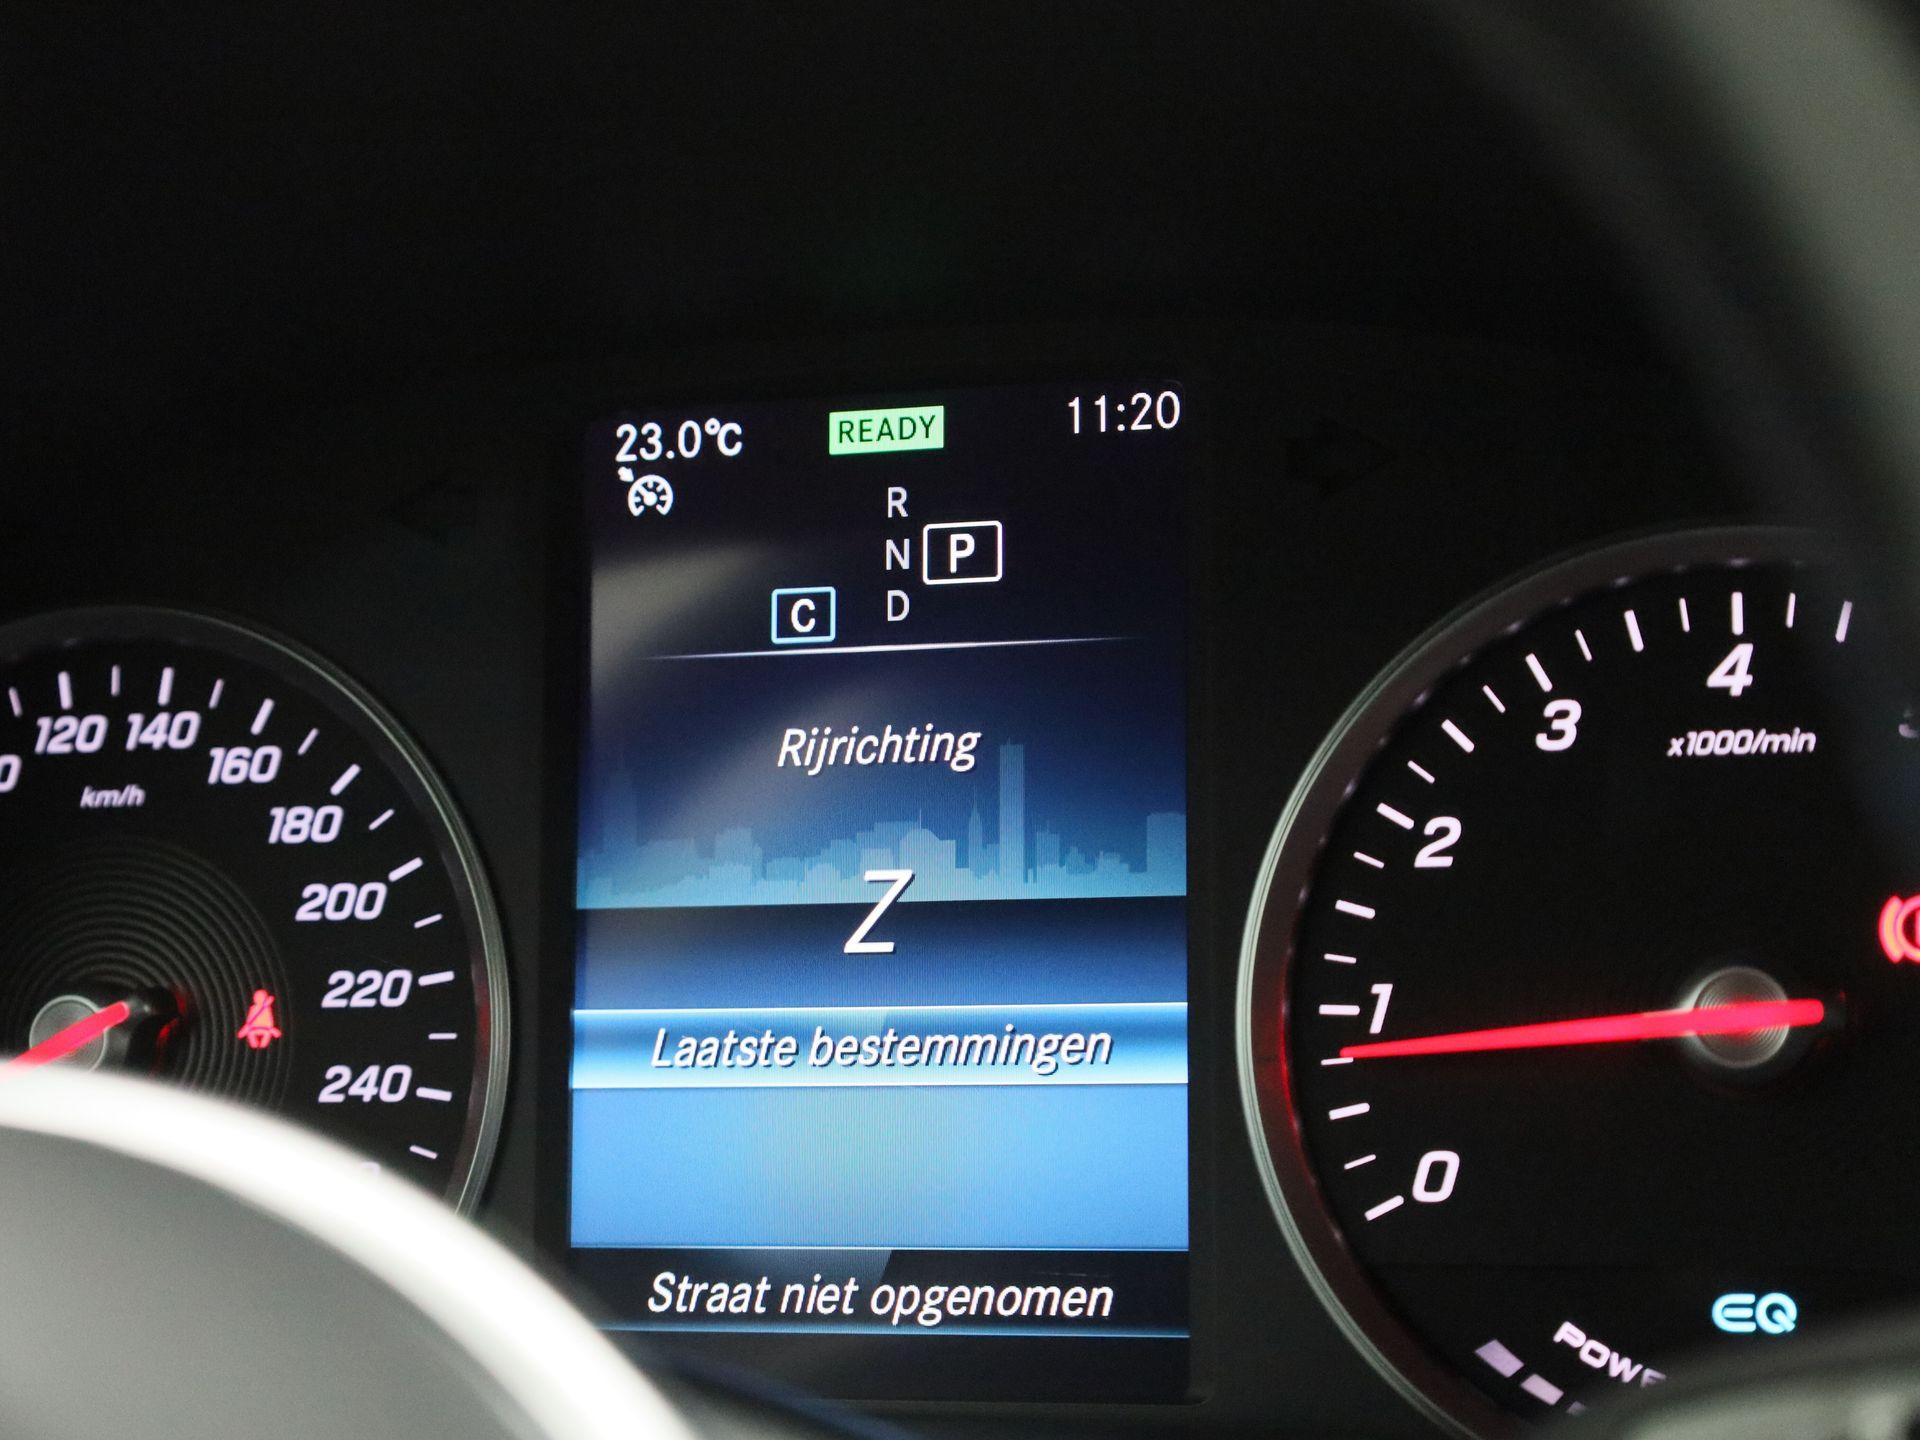 23.0°C READY 11:20
R
N P
C D
120 140 160 180 200 220 240
km/h
Rijrichting
Z
Laatste bestemmingen
Straat niet opgenomen
4
3
x1000/min
2
1
0
EQ